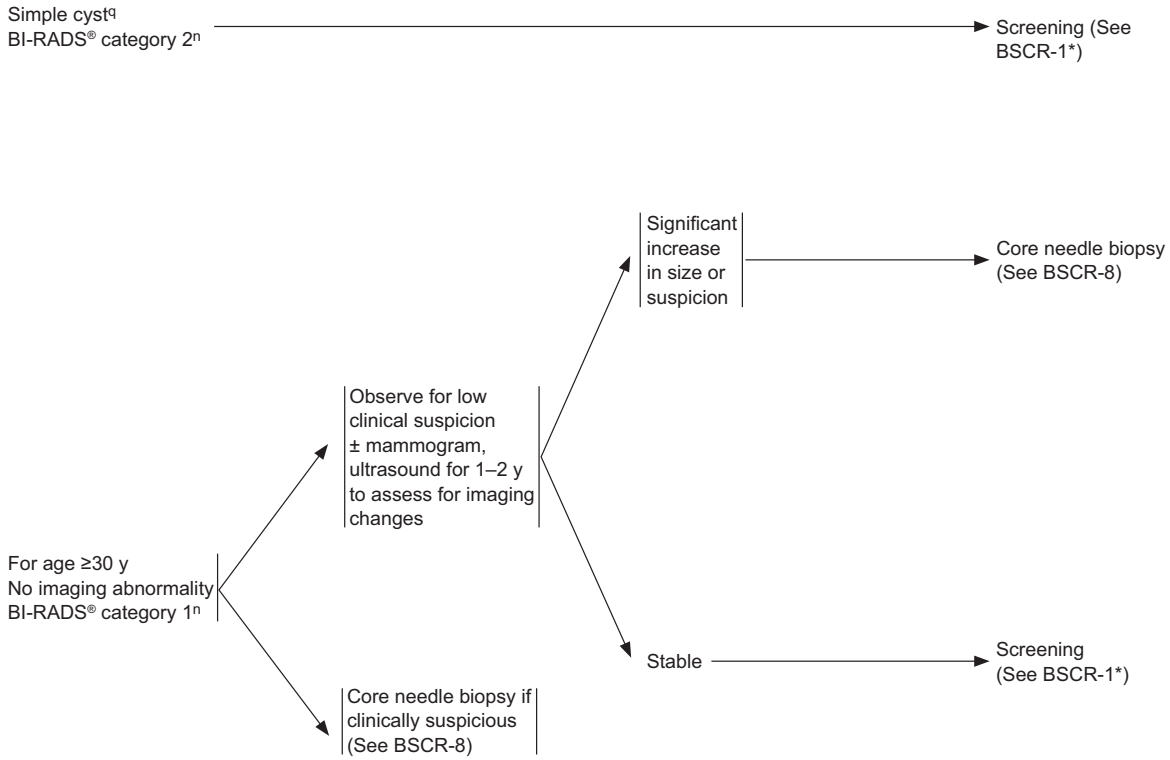 Simple cystq
BI-RADS® category 2n
Screening (See
BSCR-1*)
Significant
increase
in size or
suspicion
Core needle biopsy
(See BSCR-8)
Observe for low
clinical suspicion
± mammogram,
ultrasound for 1–2 y
to assess for imaging
changes
For age ≥30 y
No imaging abnormality
BI-RADS® category 1n
Stable
Screening
(See BSCR-1*)
Core needle biopsy if
clinically suspicious
(See BSCR-8)